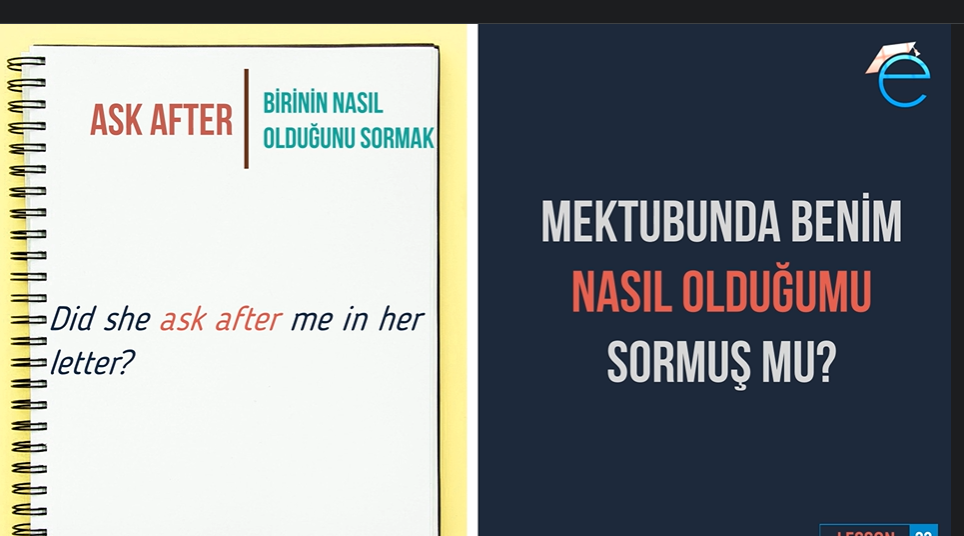 ASK AFTER
BİRİNİN NASIL
OLDUĞUNU SORMAK
Did she ask after me in her
letter?
e
MEKTUBUNDA BENİM
NASIL OLDUĞUMU
SORMUŞ MU?
LESSON